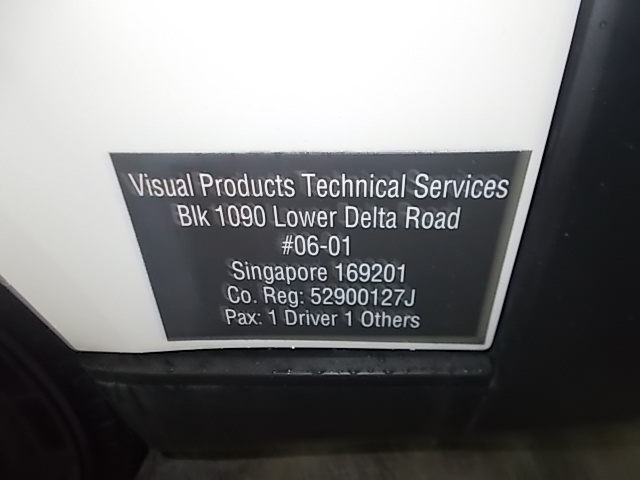 Visual Products Technical Services
Blk 1090 Lower Delta Road
#06-01
Singapore 169201
Co. Reg: 52900127J
Pax: 1 Driver 1 Others